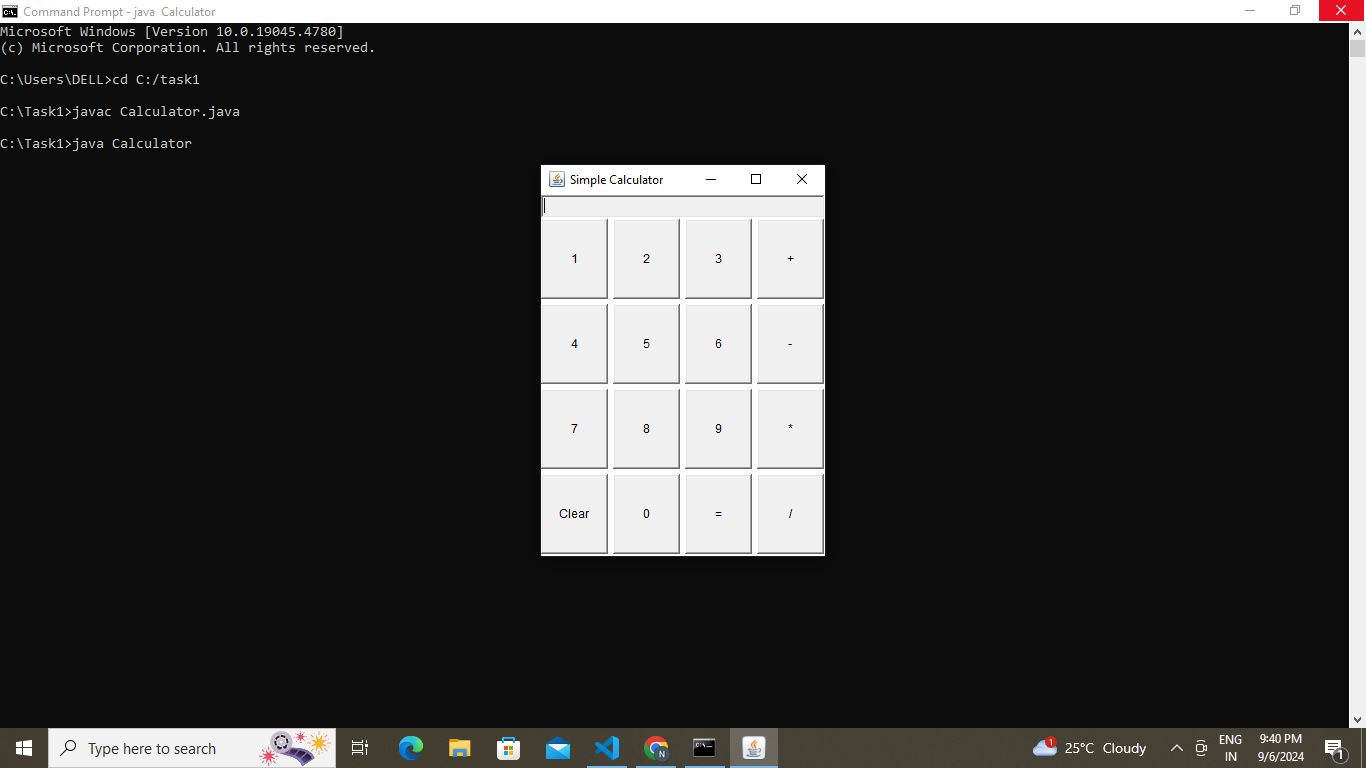 Command Prompt - java  Calculator
Microsoft Windows [Version 10.0.19045.4780]
(c) Microsoft Corporation. All rights reserved.
C:\Users\DELL>cd C:/task1
C:\Task1>javac Calculator.java
C:\Task1>java Calculator
Simple Calculator
1 2 3 +
4 5 6 -
7 8 9 *
Clear 0 = /
Type here to search
N
1
25°C Cloudy
ENG
IN
9:40 PM
9/6/2024
1